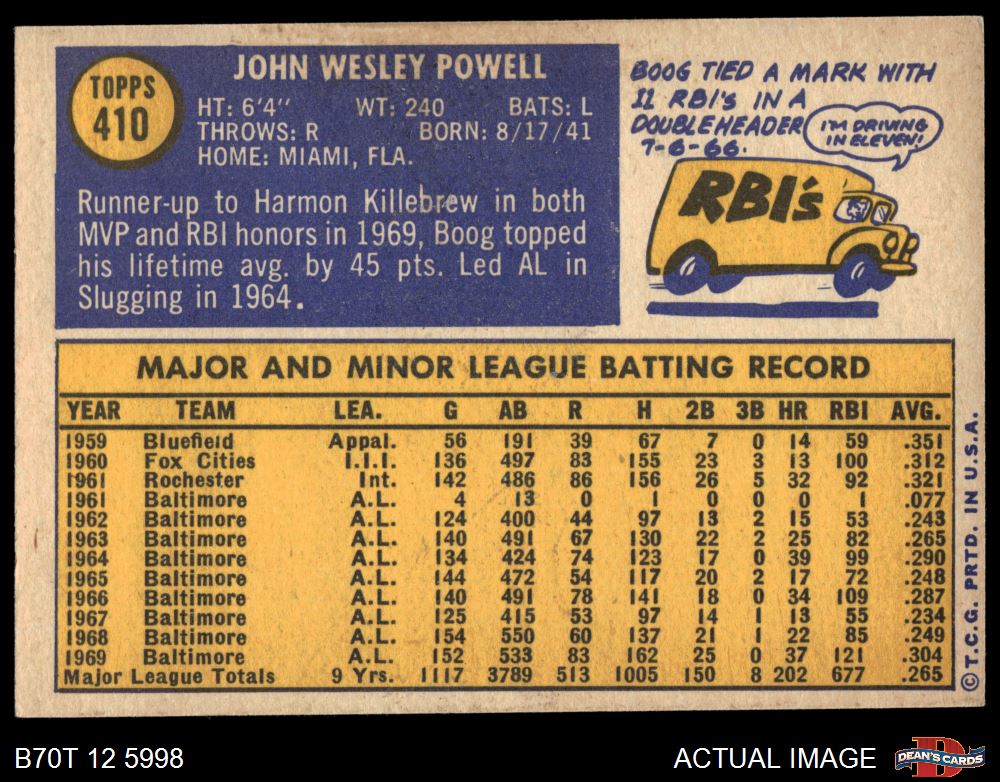 TOPPS
410
JOHN WESLEY POWELL
HT: 6'4" WT: 240 BATS: L
THROWS: R BORN: 8/17/41
HOME: MIAMI, FLA.
Runner-up to Harmon Killebrew in both
MVP and RBI honors in 1969, Boog topped
his lifetime avg. by 45 pts. Led AL in
Slugging in 1964.
BOOG TIED A MARK WITH
11 RBI'S IN A
DOUBLEHEADER
7-6-66.
I'M DRIVING
IN ELEVEN!
RBI's
MAJOR AND MINOR LEAGUE BATTING RECORD
YEAR TEAM LEA. G AB R H 2B 3B HR RBI AVG.
1959 Bluefield Appal. 56 191 39 67 7 0 14 59 .351
1960 Fox Cities I.I.I. 136 497 83 155 23 3 13 100 .312
1961 Rochester Int. 142 486 86 156 26 5 32 92 .321
1961 Baltimore A.L. 4 13 0 1 0 0 0 1 .077
1962 Baltimore A.L. 124 400 44 97 13 2 15 53 .243
1963 Baltimore A.L. 140 491 67 130 22 2 25 82 .265
1964 Baltimore A.L. 134 424 74 123 17 0 39 99 .290
1965 Baltimore A.L. 144 472 54 117 20 2 17 72 .248
1966 Baltimore A.L. 140 491 78 141 18 0 34 109 .287
1967 Baltimore A.L. 125 415 53 97 14 1 13 55 .234
1968 Baltimore A.L. 154 550 60 137 21 1 22 85 .249
1969 Baltimore A.L. 152 533 83 162 25 0 37 121 .304
Major League Totals 9 Yrs. 1117 3789 513 1005 150 8 202 677 .265
© T.C.G. PRTD. IN U.S.A.
B70T 12 5998
ACTUAL IMAGE
D
DEAN'S CARDS